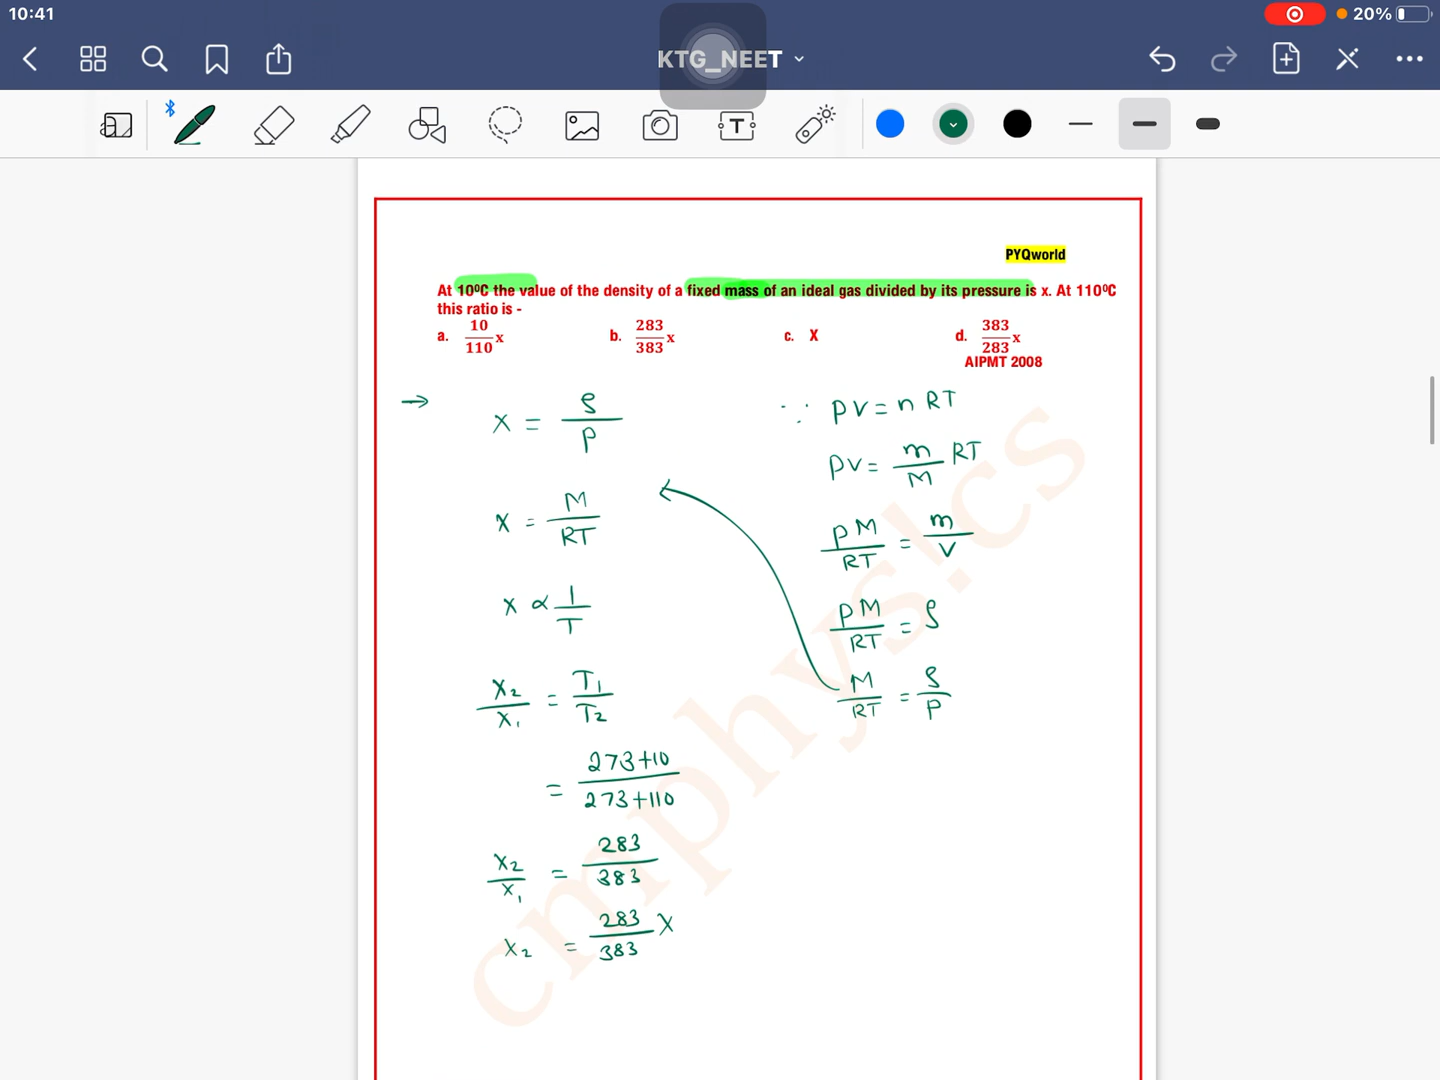 10:41
20%
KTG_NEET
T
PYQworld
At 10⁰C the value of the density of a fixed mass of an ideal gas divided by its pressure is x. At 110⁰C
this ratio is -
a. 10/110 x b. 283/383 x c. X d. 383/283 x
AIPMT 2008
→ x = ρ/P
x = M/RT
x ∝ 1/T
x₂/x₁ = T₁/T₂
= 273+10/273+110
x₂/x₁ = 283/383
x₂ = 283/383 x
∵ PV = nRT
PV = m/M RT
PM/RT = m/V
PM/RT = ρ
M/RT = ρ/P
cmphys!cs